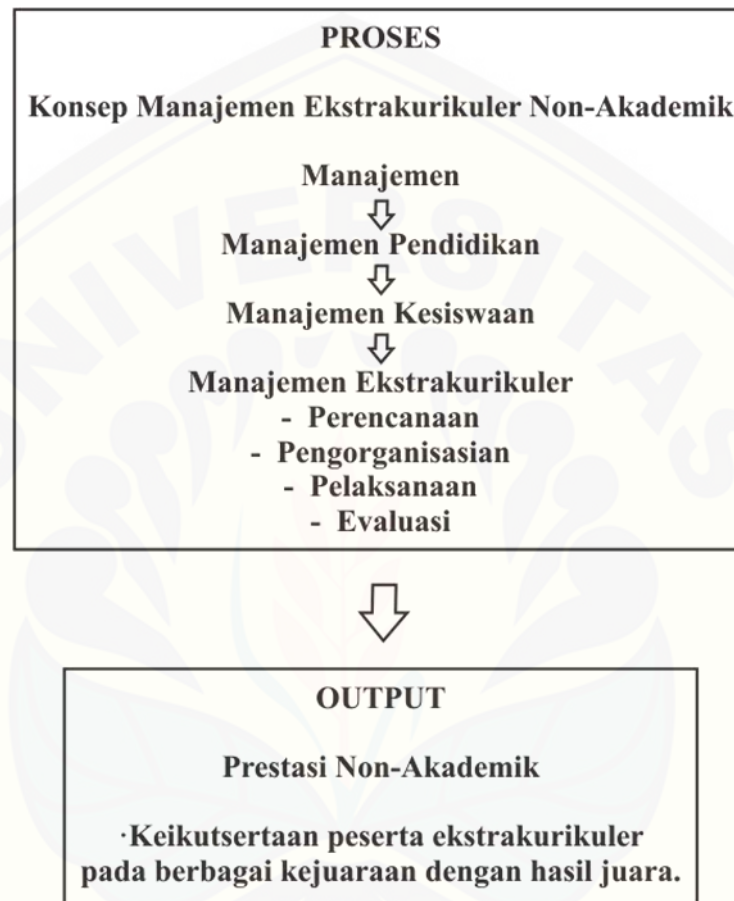 PROSES
Konsep Manajemen Ekstrakurikuler Non-Akademik
Manajemen
Manajemen Pendidikan
Manajemen Kesiswaan
Manajemen Ekstrakurikuler
- Perencanaan
- Pengorganisasian
- Pelaksanaan
- Evaluasi
OUTPUT
Prestasi Non-Akademik
·Keikutsertaan peserta ekstrakurikuler
pada berbagai kejuaraan dengan hasil juara.
UNIVERSITAS